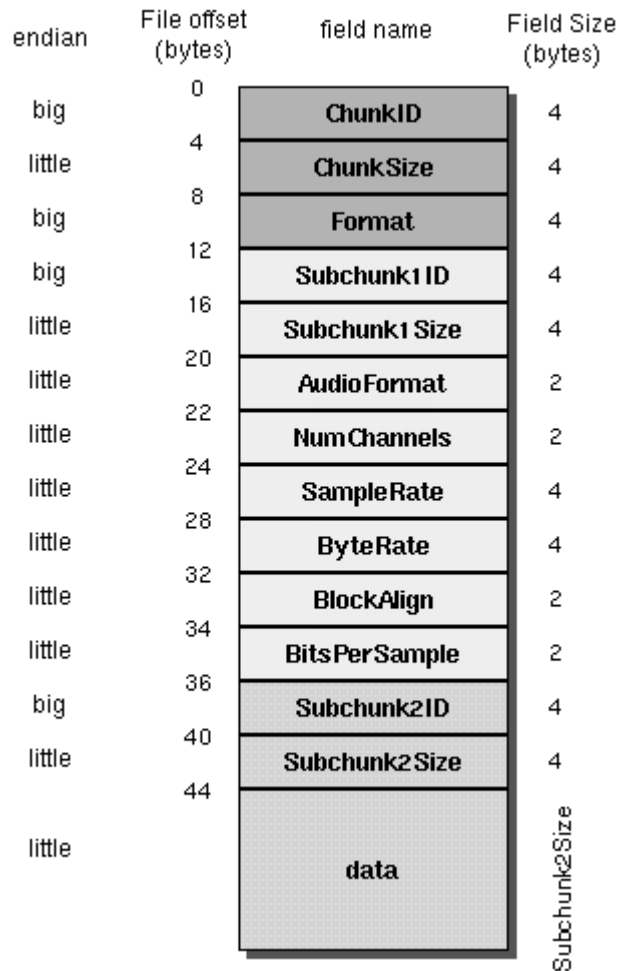 endian File offset (bytes) field name Field Size (bytes)
0
big ChunkID 4
4
little ChunkSize 4
8
big Format 4
12
big Subchunk1ID 4
16
little Subchunk1Size 4
20
little AudioFormat 2
22
little NumChannels 2
24
little SampleRate 4
28
little ByteRate 4
32
little BlockAlign 2
34
little BitsPerSample 2
36
big Subchunk2ID 4
40
little Subchunk2Size 4
44
little data Subchunk2Size